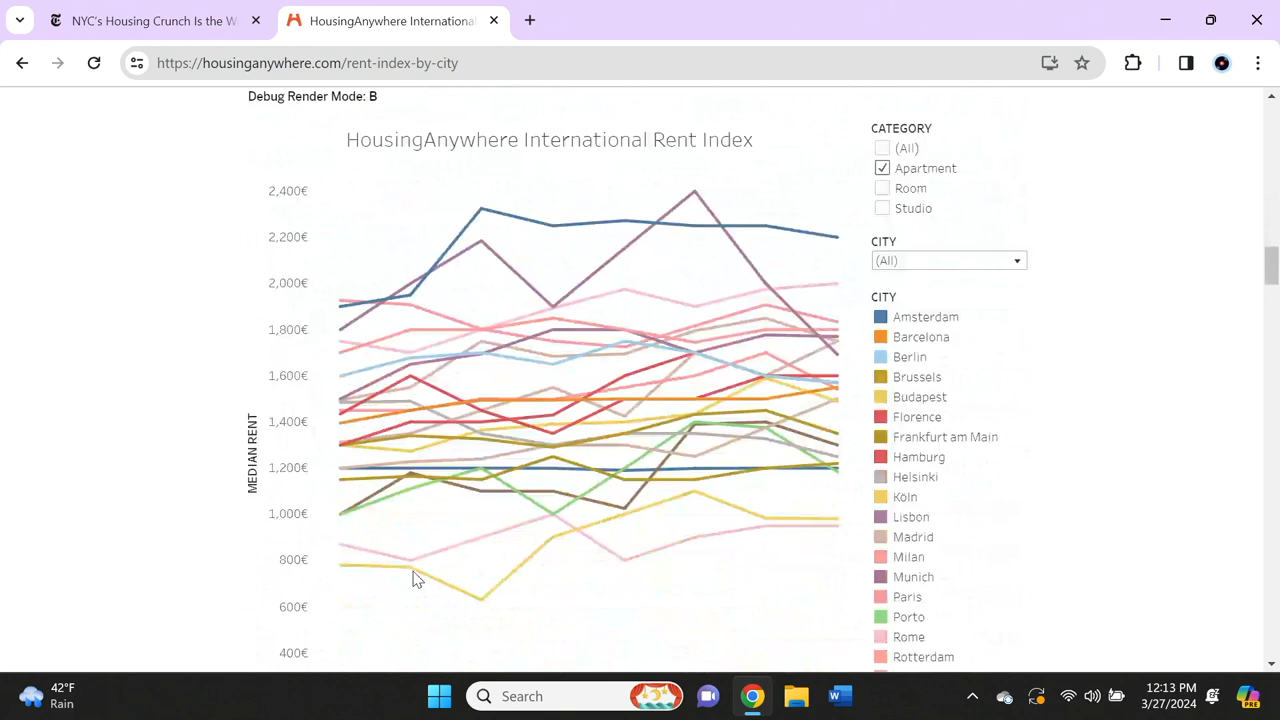 NYC's Housing Crunch Is the W
HousingAnywhere International
https://housinganywhere.com/rent-index-by-city
Debug Render Mode: B
HousingAnywhere International Rent Index
2,400€
2,200€
2,000€
1,800€
1,600€
1,400€
1,200€
1,000€
800€
600€
400€
MEDIAN RENT
CATEGORY
(All)
Apartment
Room
Studio
CITY
(All)
CITY
Amsterdam
Barcelona
Berlin
Brussels
Budapest
Florence
Frankfurt am Main
Hamburg
Helsinki
Köln
Lisbon
Madrid
Milan
Munich
Paris
Porto
Rome
Rotterdam
42°F
Rain
Search
12:13 PM
3/27/2024
PRE